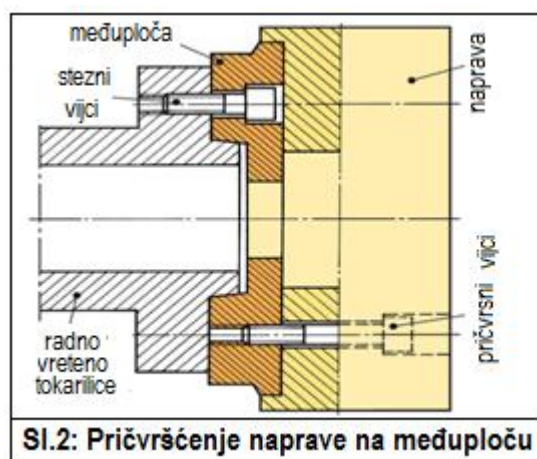 međuploča
stezni
vijci
naprava
pričvrsni vijci
radno
vreteno
tokarilice
Sl.2: Pričvršćenje naprave na međuploču